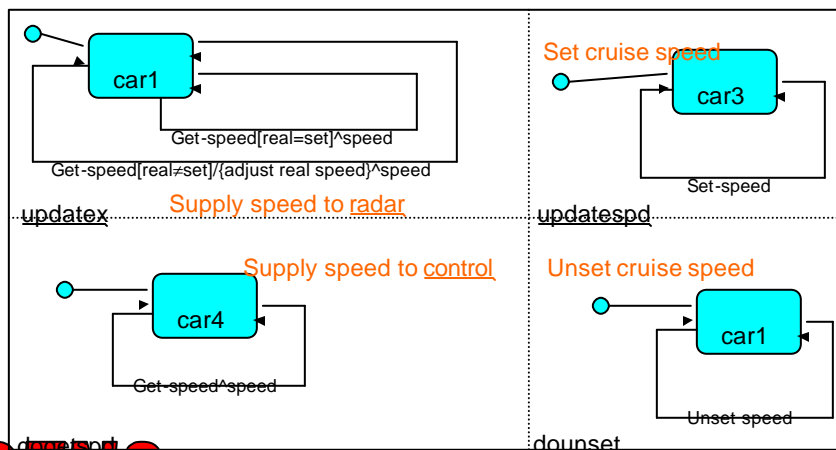 car1
Get-speed[real=set]^speed
Get-speed[real≠set]/{adjust real speed}^speed
Supply speed to radar
updatex
Set cruise speed
car3
Set-speed
updatespd
Supply speed to control
car4
Get-speed^speed
Unset cruise speed
car1
Unset speed
dounset